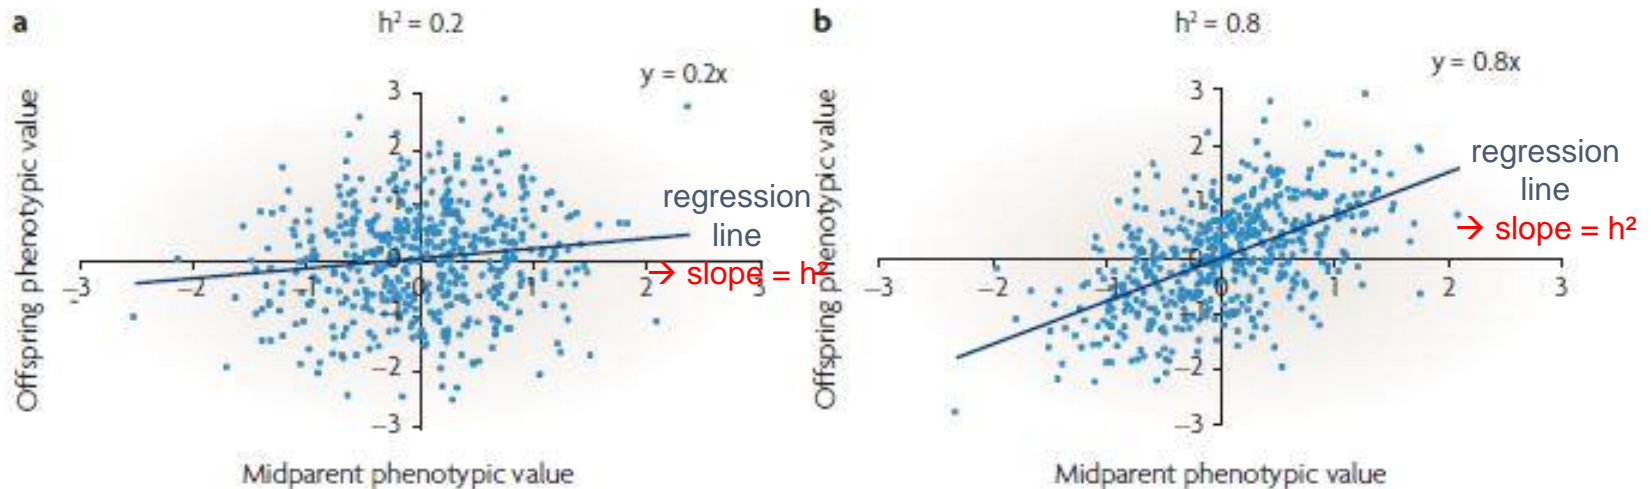 a
h² = 0.2
y = 0.2x
Offspring phenotypic value
3
2
1
0
–1
–2
–3
–3
–2
–1
1
2
3
regression
line
→ slope = h²
Midparent phenotypic value
b
h² = 0.8
y = 0.8x
Offspring phenotypic value
3
2
1
0
–1
–2
–3
–3
–2
–1
1
2
3
regression
line
→ slope = h²
Midparent phenotypic value